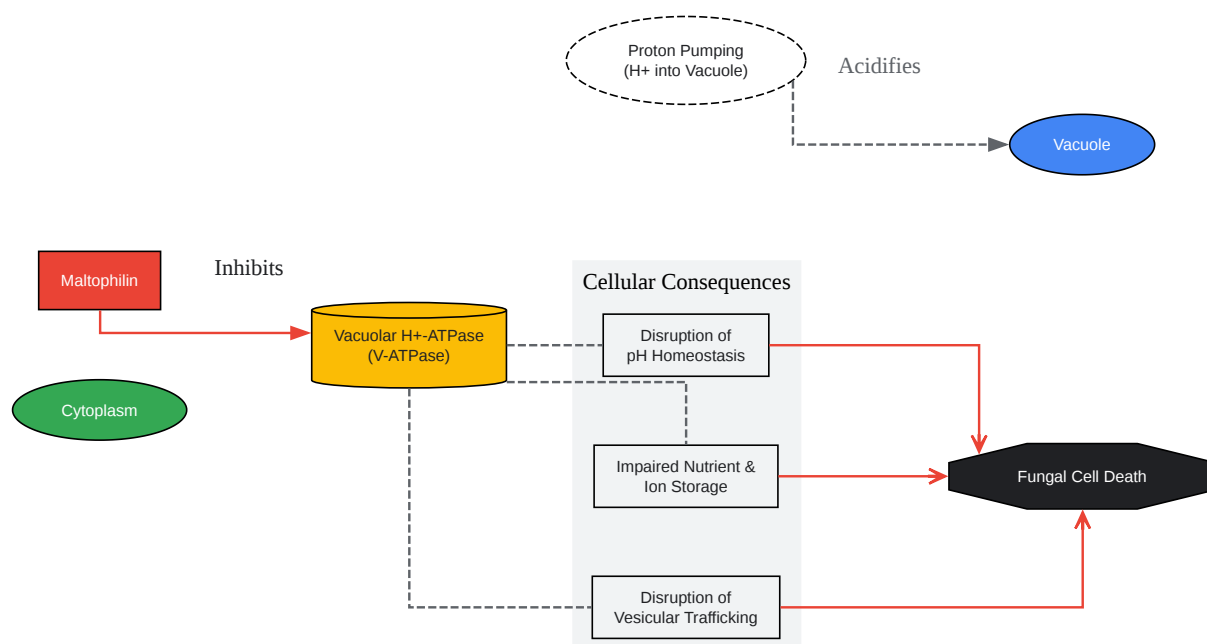 Proton Pumping
(H+ into Vacuole)
Acidifies
Vacuole
Maltophilin
Inhibits
Cellular Consequences
Vacuolar H+-ATPase
(V-ATPase)
Disruption of
pH Homeostasis
Cytoplasm
Impaired Nutrient &
Ion Storage
Fungal Cell Death
Disruption of
Vesicular Trafficking